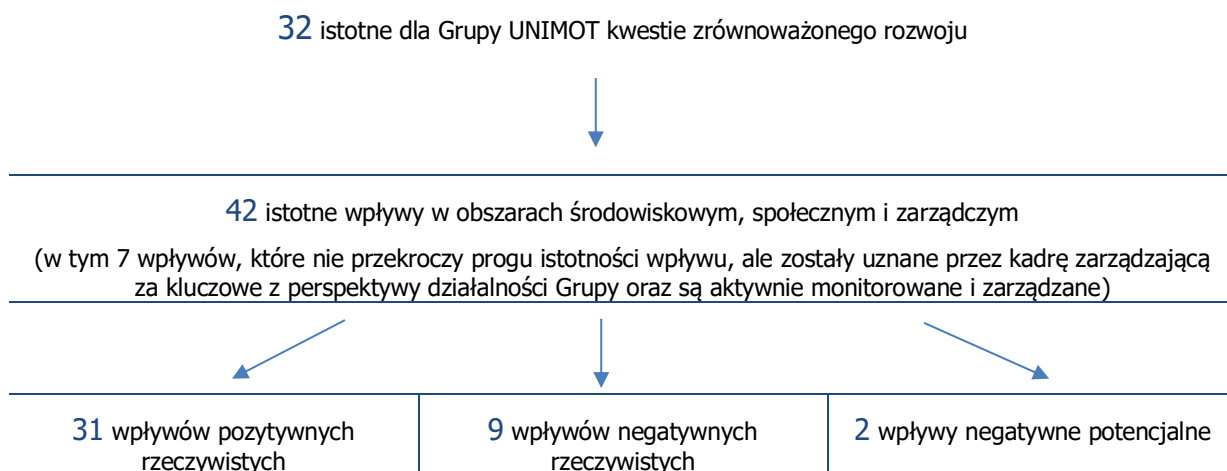 32 istotne dla Grupy UNIMOT kwestie zrównoważonego rozwoju
42 istotne wpływy w obszarach środowiskowym, społecznym i zarządczym
(w tym 7 wpływów, które nie przekroczy progu istotności wpływu, ale zostały uznane przez kadrę zarządzającą
za kluczowe z perspektywy działalności Grupy oraz są aktywnie monitorowane i zarządzane)
31 wpływów pozytywnych
rzeczywistych
9 wpływów negatywnych
rzeczywistych
2 wpływy negatywne potencjalne